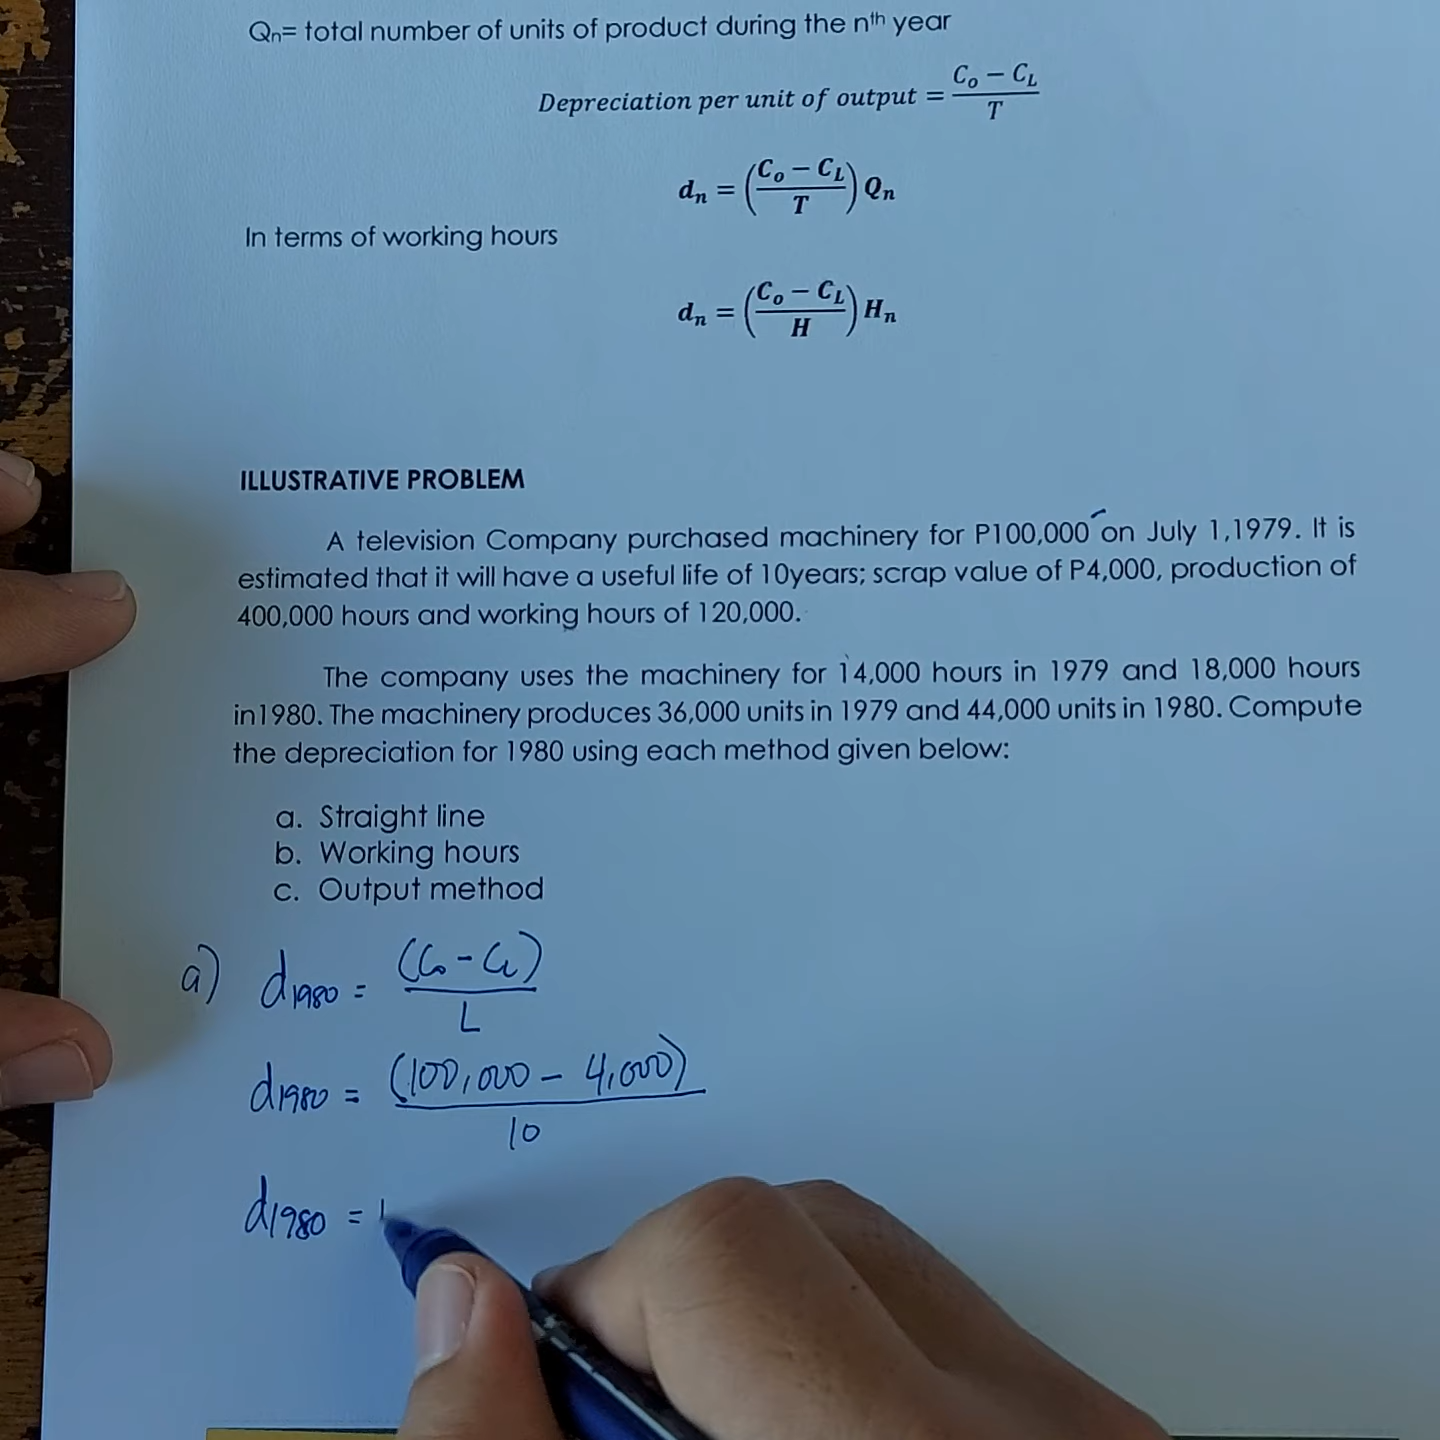 Qn= total number of units of product during the nth year
Depreciation per unit of output = (Co − CL)/T
dn = ((Co − CL)/T) Qn
In terms of working hours
dn = ((Co − CL)/H) Hn
ILLUSTRATIVE PROBLEM
A television Company purchased machinery for P100,000 on July 1,1979. It is
estimated that it will have a useful life of 10years; scrap value of P4,000, production of
400,000 hours and working hours of 120,000.
The company uses the machinery for 14,000 hours in 1979 and 18,000 hours
in1980. The machinery produces 36,000 units in 1979 and 44,000 units in 1980. Compute
the depreciation for 1980 using each method given below:
a. Straight line
b. Working hours
c. Output method
a) d1980 = (Co - CL)/L
d1980 = (100,000 - 4,000)/10
d1980 =